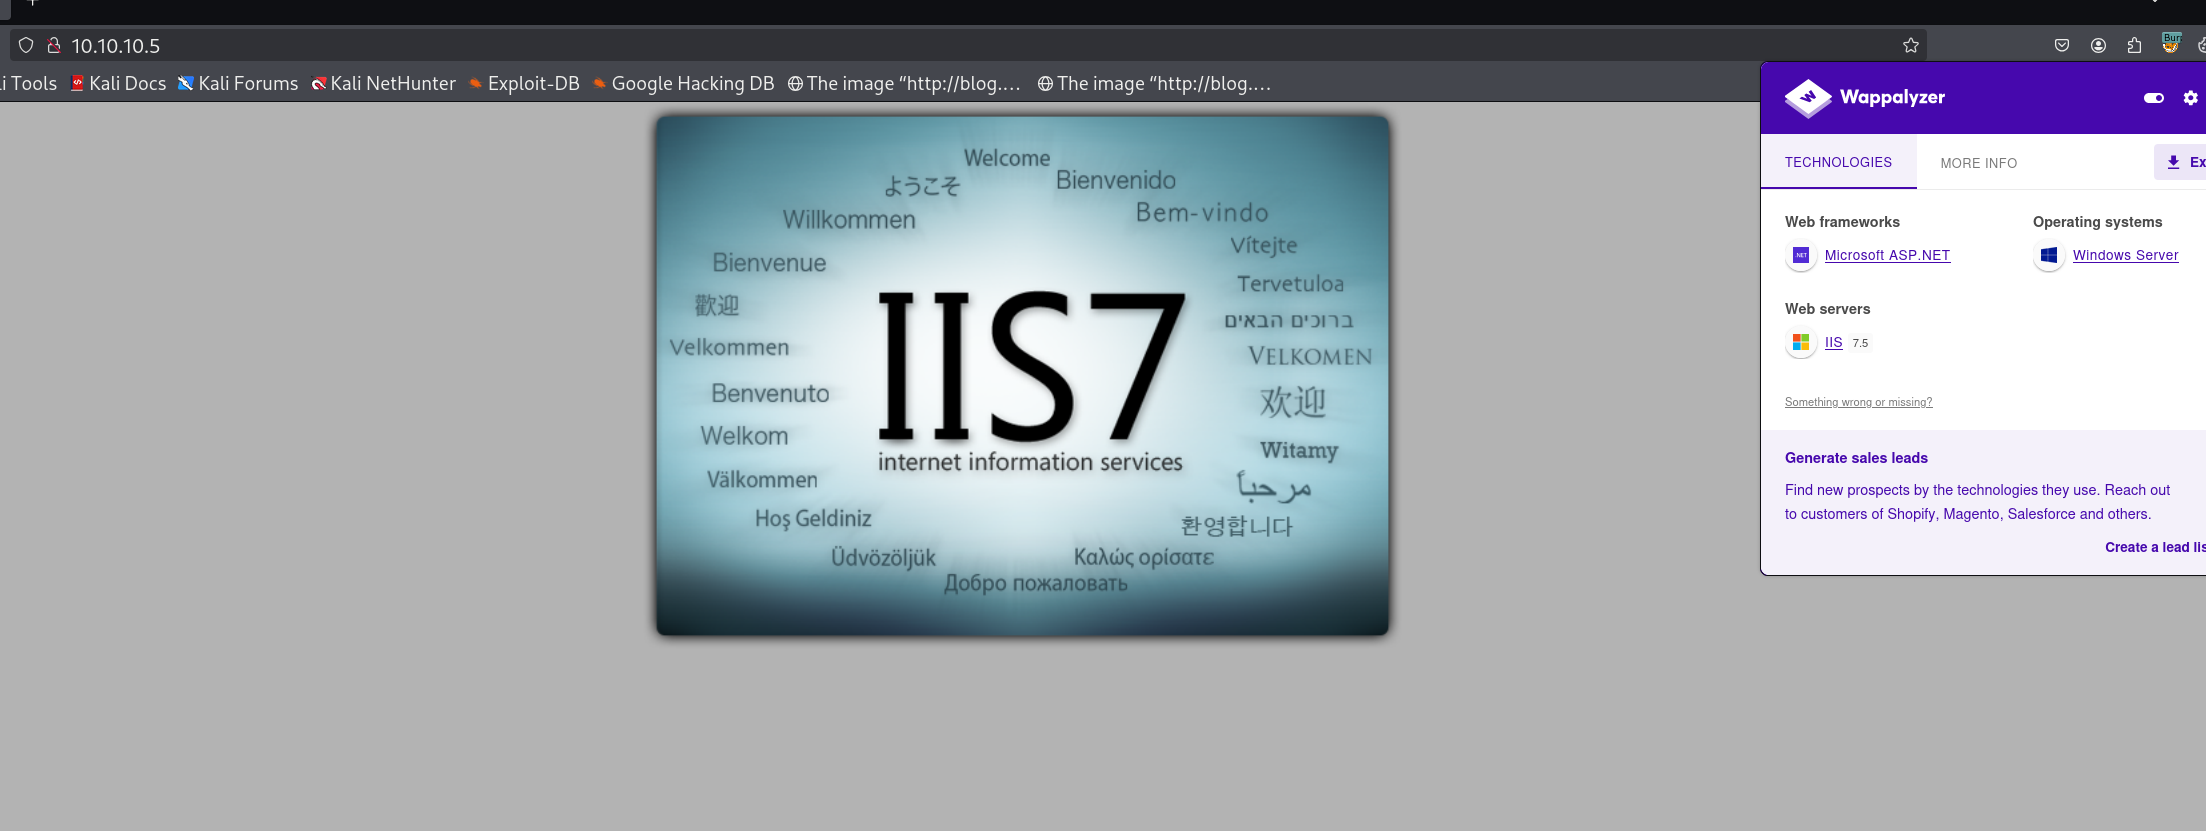 10.10.10.5
i Tools Kali Docs Kali Forums Kali NetHunter Exploit-DB Google Hacking DB The image “http://blog.… The image “http://blog.…
Burp
Wappalyzer
TECHNOLOGIES MORE INFO Ex
Web frameworks Operating systems
.NET Microsoft ASP.NET Windows Server
Web servers
IIS 7.5
Something wrong or missing?
Generate sales leads
Find new prospects by the technologies they use. Reach out
to customers of Shopify, Magento, Salesforce and others.
Create a lead lis
Welcome
ようこそ
Bienvenido
Willkommen
Bem-vindo
Vítejte
Bienvenue
Tervetuloa
歡迎
ברוכים הבאים
Velkommen
VELKOMEN
Benvenuto
欢迎
Welkom
Witamy
Välkommen
مرحباً
Hoş Geldiniz
환영합니다
Üdvözöljük
Καλώς ορίσατε
Добро пожаловать
IIS7
internet information services